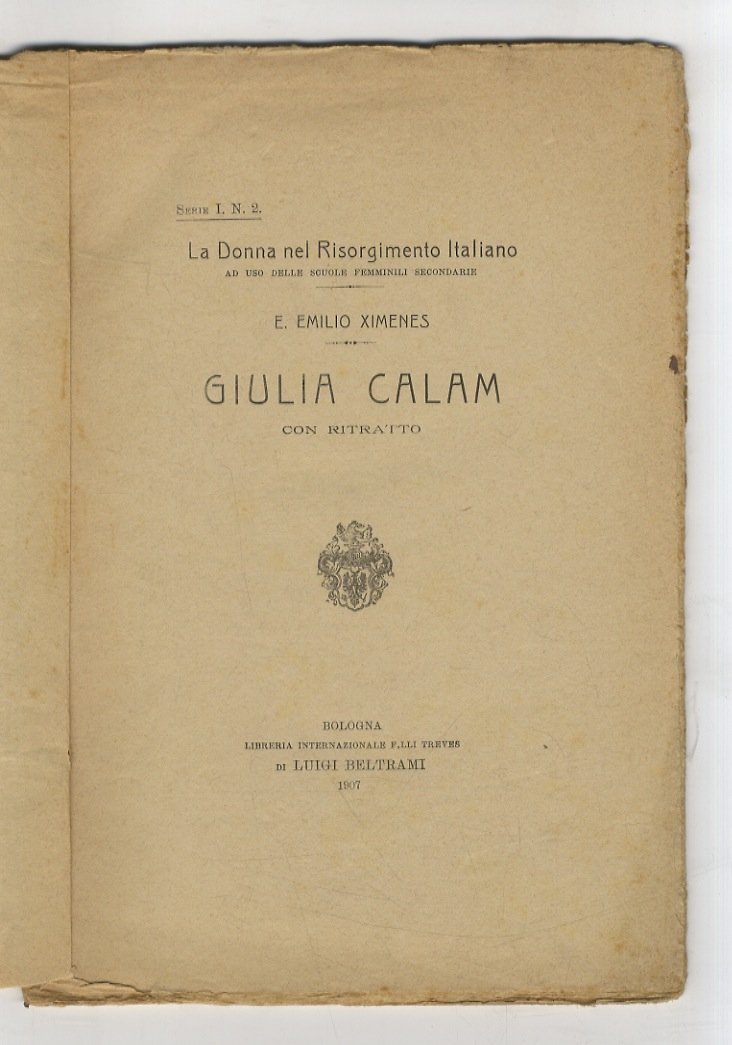 SERIE I. N. 2.
La Donna nel Risorgimento Italiano
AD USO DELLE SCUOLE FEMMINILI SECONDARIE
E. EMILIO XIMENES
GIULIA CALAM
CON RITRATTO
BOLOGNA
LIBRERIA INTERNAZIONALE F.LLI TREVES
DI LUIGI BELTRAMI
1907